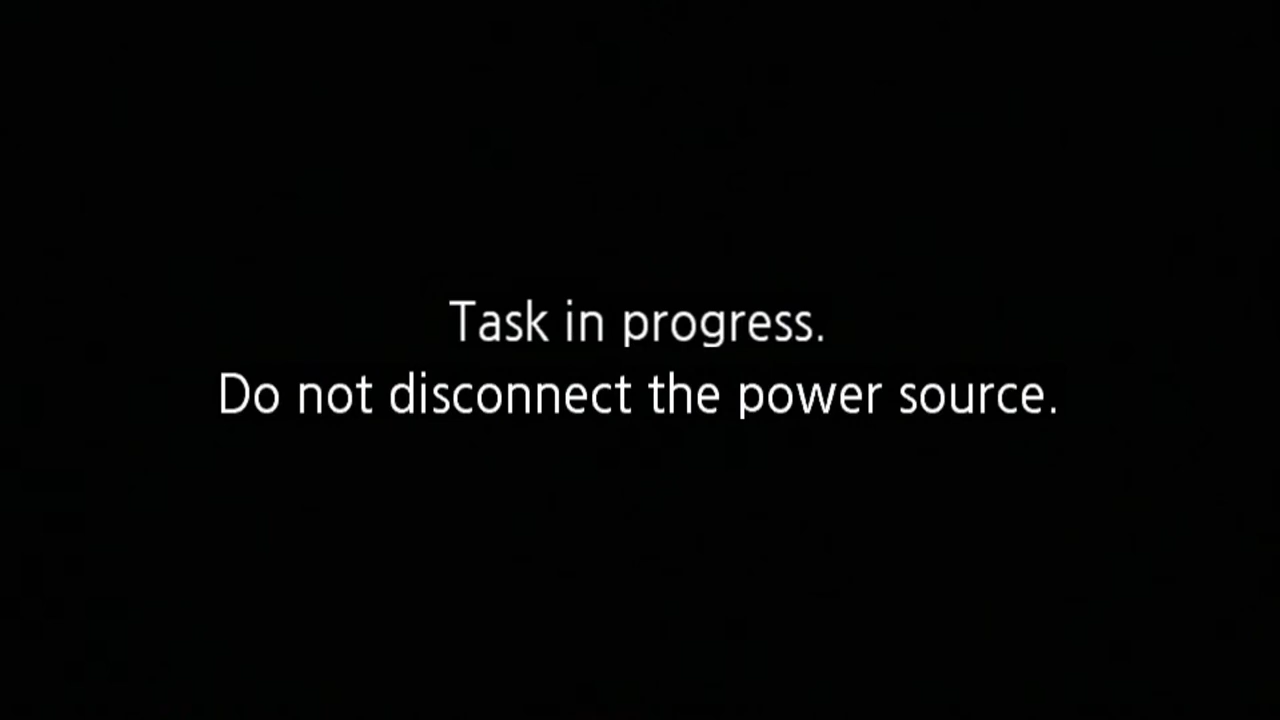 Task in progress.
Do not disconnect the power source.